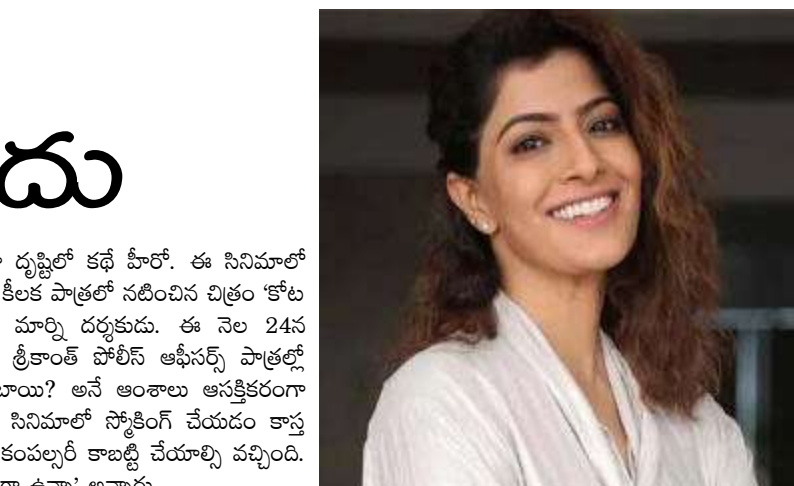 దు
దృష్టిలో కథే హీరో. ఈ సినిమాలో
కీలక పాత్రలో నటించిన చిత్రం ‘కోట
మార్ని దర్శకుడు. ఈ నెల 24న
శ్రీకాంత్ పోలీస్ ఆఫీసర్స్ పాత్రల్లో
అనే ఆంశాలు ఆసక్తికరంగా
సినిమాలో స్మోకింగ్ చేయడం కాస్త
కంపల్సరీ కాబట్టి చేయాల్సి వచ్చింది.